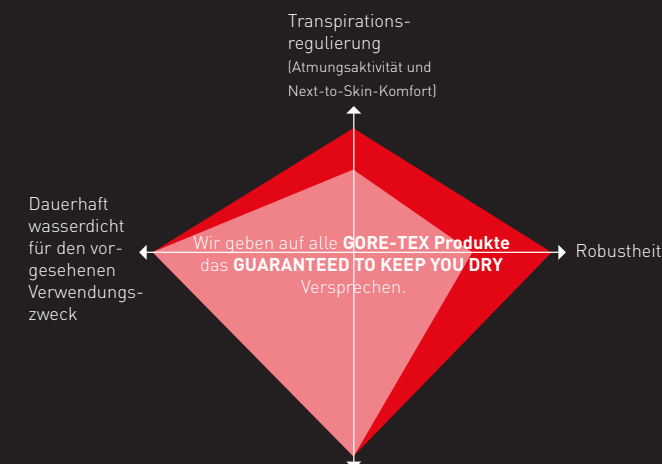 Transpirations-
regulierung
(Atmungsaktivität und
Next-to-Skin-Komfort)
Dauerhaft
wasserdicht
für den vor-
gesehenen
Verwendungs-
zweck
Wir geben auf alle GORE-TEX Produkte
das GUARANTEED TO KEEP YOU DRY
Versprechen.
Robustheit